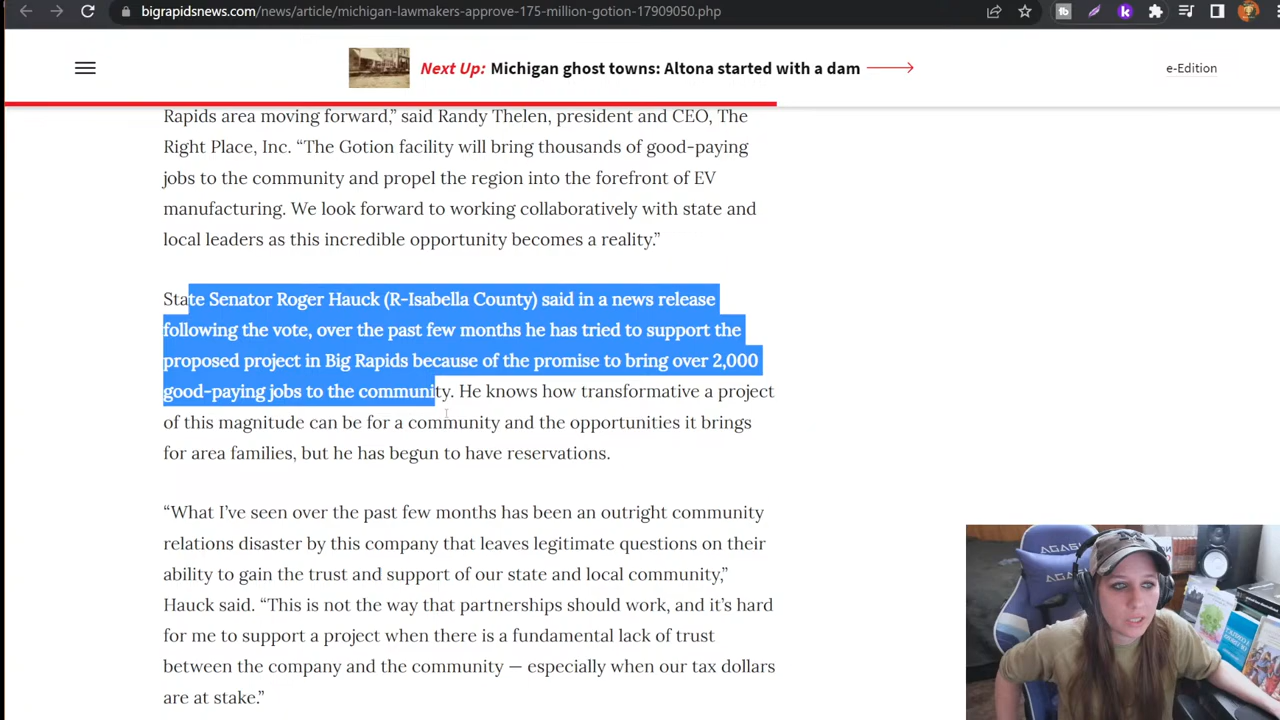 bigrapidsnews.com/news/article/michigan-lawmakers-approve-175-million-gotion-17909050.php
Next Up: Michigan ghost towns: Altona started with a dam
e-Edition
Rapids area moving forward,” said Randy Thelen, president and CEO, The
Right Place, Inc. “The Gotion facility will bring thousands of good-paying
jobs to the community and propel the region into the forefront of EV
manufacturing. We look forward to working collaboratively with state and
local leaders as this incredible opportunity becomes a reality.”
State Senator Roger Hauck (R-Isabella County) said in a news release
following the vote, over the past few months he has tried to support the
proposed project in Big Rapids because of the promise to bring over 2,000
good-paying jobs to the community. He knows how transformative a project
of this magnitude can be for a community and the opportunities it brings
for area families, but he has begun to have reservations.
“What I’ve seen over the past few months has been an outright community
relations disaster by this company that leaves legitimate questions on their
ability to gain the trust and support of our state and local community,”
Hauck said. “This is not the way that partnerships should work, and it’s hard
for me to support a project when there is a fundamental lack of trust
between the company and the community — especially when our tax dollars
are at stake.”